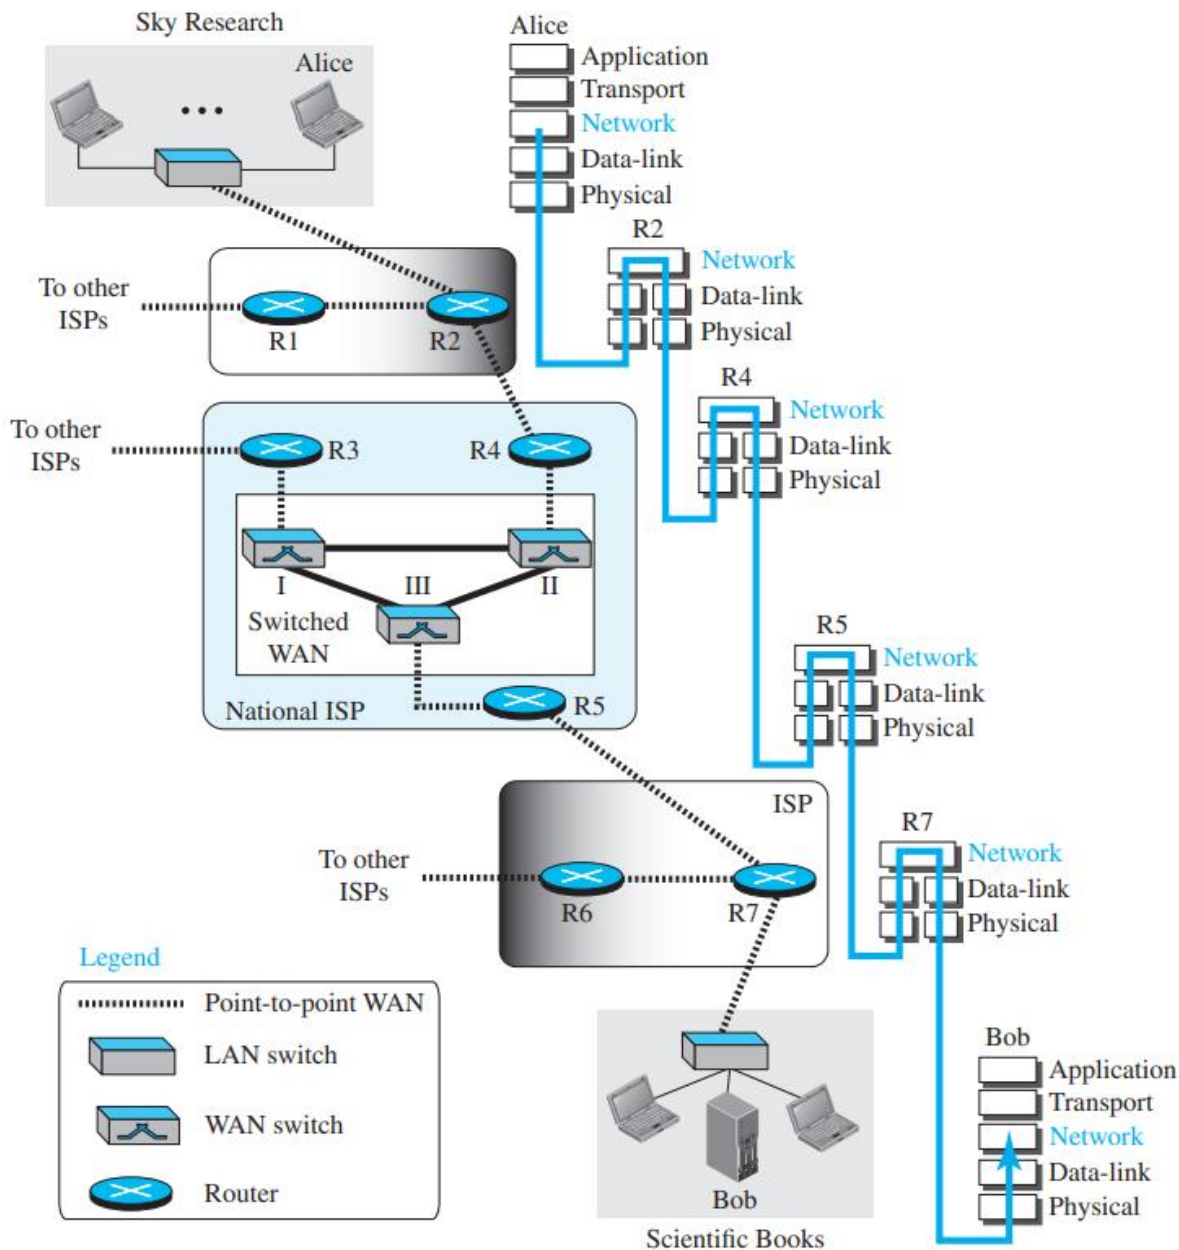 Sky Research
Alice
Alice
Application
Transport
Network
Data-link
Physical
R2
Network
Data-link
Physical
To other
ISPs
R1
R2
R4
Network
Data-link
Physical
To other
ISPs
R3
R4
I
III
II
Switched
WAN
National ISP
R5
R5
Network
Data-link
Physical
ISP
To other
ISPs
R6
R7
R7
Network
Data-link
Physical
Legend
Point-to-point WAN
LAN switch
WAN switch
Router
Bob
Scientific Books
Bob
Application
Transport
Network
Data-link
Physical